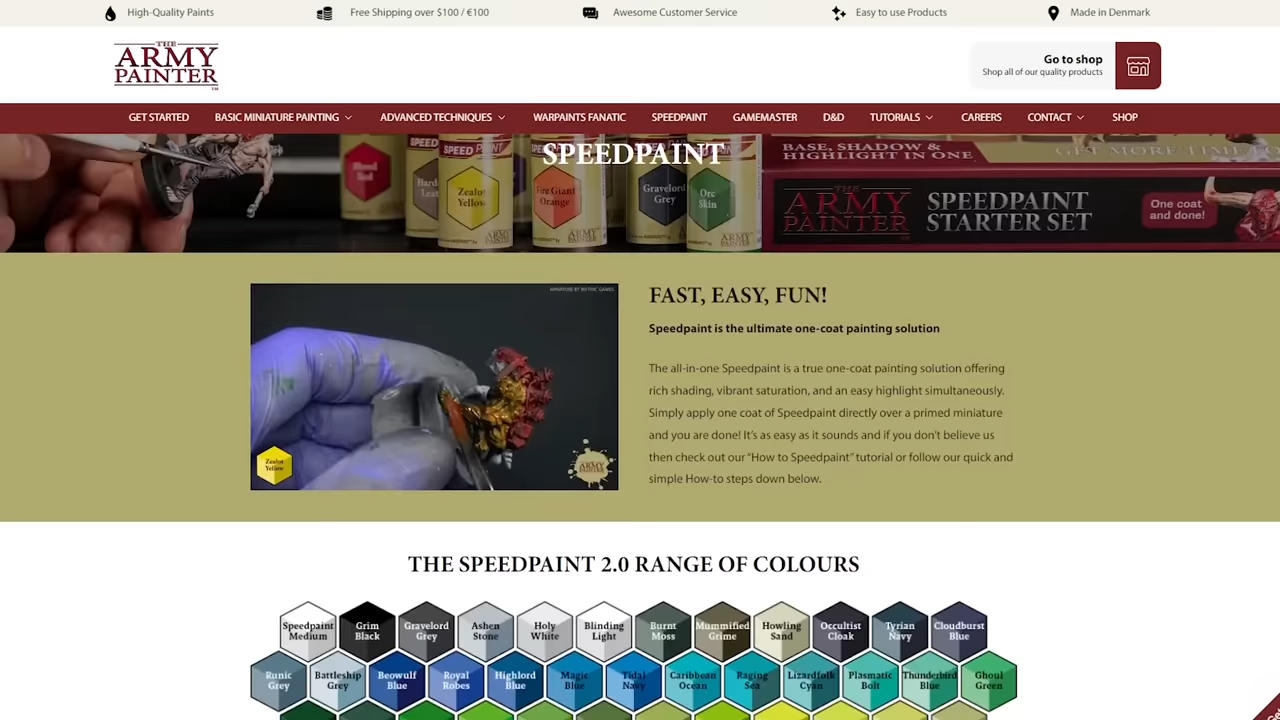 High-Quality Paints
Free Shipping over $100 / €100
Awesome Customer Service
Easy to use Products
Made in Denmark
THE
ARMY
PAINTER
Go to shop
Shop all of our quality products
GET STARTED
BASIC MINIATURE PAINTING
ADVANCED TECHNIQUES
WARPAINTS FANATIC
SPEEDPAINT
GAMEMASTER
D&D
TUTORIALS
CAREERS
CONTACT
SHOP
SPEEDPAINT
Blood
Red
Zealot
Yellow
Fire Giant
Orange
Gravelord
Grey
Orc
Skin
BASE, SHADOW &
HIGHLIGHT IN ONE
GET MORE TIME
THE
ARMY
PAINTER
SPEEDPAINT
STARTER SET
One coat
and done!
MINIATURE BY MYTHIC GAMES
Zealot
Yellow
ARMY
PAINTER
FAST, EASY, FUN!
Speedpaint is the ultimate one-coat painting solution
The all-in-one Speedpaint is a true one-coat painting solution offering
rich shading, vibrant saturation, and an easy highlight simultaneously.
Simply apply one coat of Speedpaint directly over a primed miniature
and you are done! It's as easy as it sounds and if you don't believe us
then check out our "How to Speedpaint" tutorial or follow our quick and
simple How-to steps down below.
THE SPEEDPAINT 2.0 RANGE OF COLOURS
Speedpaint
Medium
Grim
Black
Gravelord
Grey
Ashen
Stone
Holy
White
Blinding
Light
Burnt
Moss
Mummified
Grime
Howling
Sand
Occultist
Cloak
Tyrian
Navy
Cloudburst
Blue
Runic
Grey
Battleship
Grey
Beowulf
Blue
Royal
Robes
Highlord
Blue
Magic
Blue
Tidal
Navy
Caribbean
Ocean
Raging
Sea
Lizardfolk
Cyan
Plasmatic
Bolt
Thunderbird
Blue
Ghoul
Green